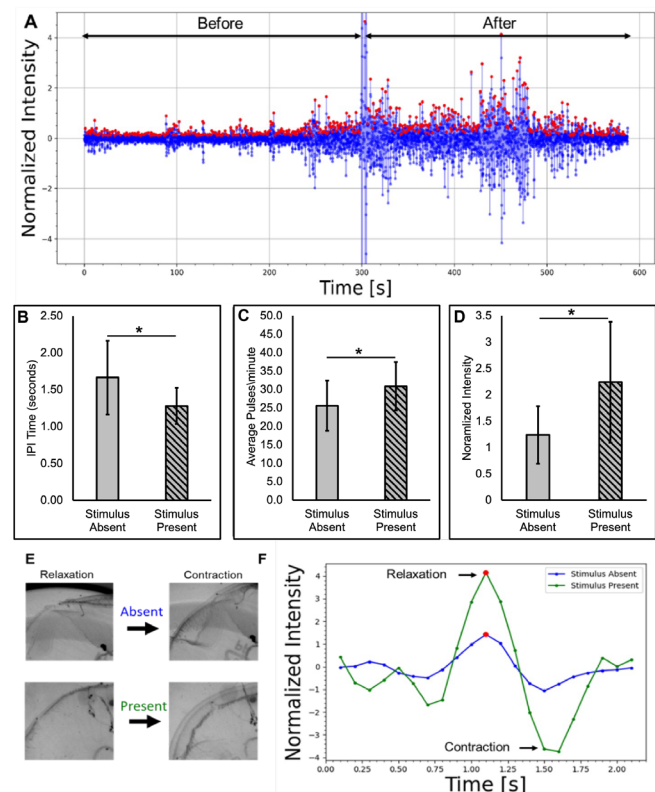 A
Before
After
Normalized Intensity
4
2
0
−2
−4
0
100
200
300
400
500
600
Time [s]
B
IPI Time (seconds)
2.50
2.00
1.50
1.00
0.50
0.00
*
Stimulus Absent
Stimulus Present
C
Average Pulses\minute
50.0
45.0
40.0
35.0
30.0
25.0
20.0
15.0
10.0
5.0
0.0
*
Stimulus Absent
Stimulus Present
D
Noramlized Intensity
3.5
3
2.5
2
1.5
1
0.5
0
*
Stimulus Absent
Stimulus Present
E
Relaxation
Contraction
Absent
Present
F
Normalized Intensity
4
3
2
1
0
-1
-2
-3
-4
Relaxation
Contraction
Stimulus Absent
Stimulus Present
0.00
0.25
0.50
0.75
1.00
1.25
1.50
1.75
2.00
Time [s]